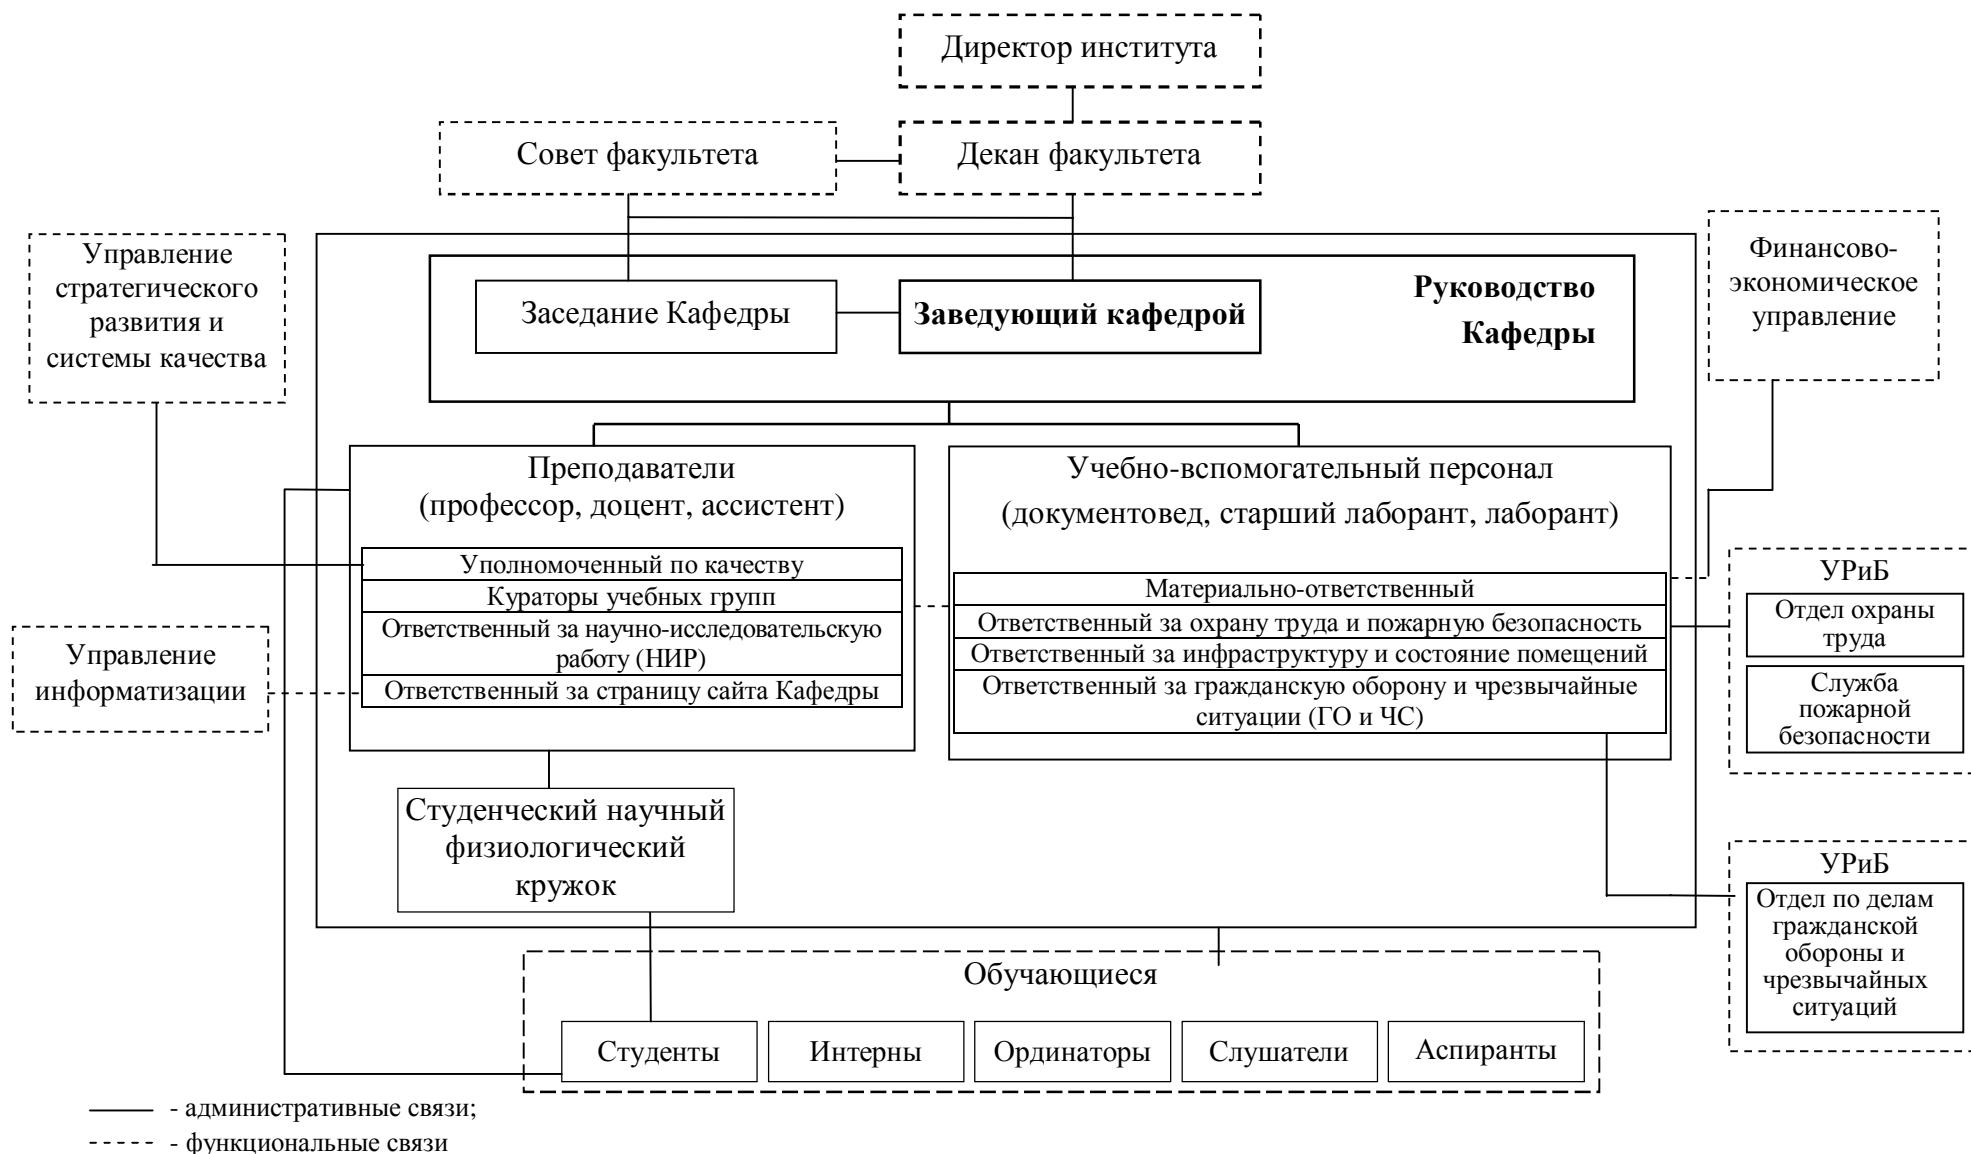 Директор института
Совет факультета
Декан факультета
Управление
стратегического
развития и
системы качества
Заседание Кафедры
Заведующий кафедрой
Руководство
Кафедры
Финансово-
экономическое
управление
Преподаватели
(профессор, доцент, ассистент)
Уполномоченный по качеству
Кураторы учебных групп
Ответственный за научно-исследовательскую
работу (НИР)
Ответственный за страницу сайта Кафедры
Учебно-вспомогательный персонал
(документовед, старший лаборант, лаборант)
Материально-ответственный
Ответственный за охрану труда и пожарную безопасность
Ответственный за инфраструктуру и состояние помещений
Ответственный за гражданскую оборону и чрезвычайные
ситуации (ГО и ЧС)
УРиБ
Отдел охраны
труда
Служба
пожарной
безопасности
Управление
информатизации
Студенческий научный
физиологический
кружок
УРиБ
Отдел по делам
гражданской
обороны и
чрезвычайных
ситуаций
Обучающиеся
Студенты
Интерны
Ординаторы
Слушатели
Аспиранты
- административные связи;
- функциональные связи